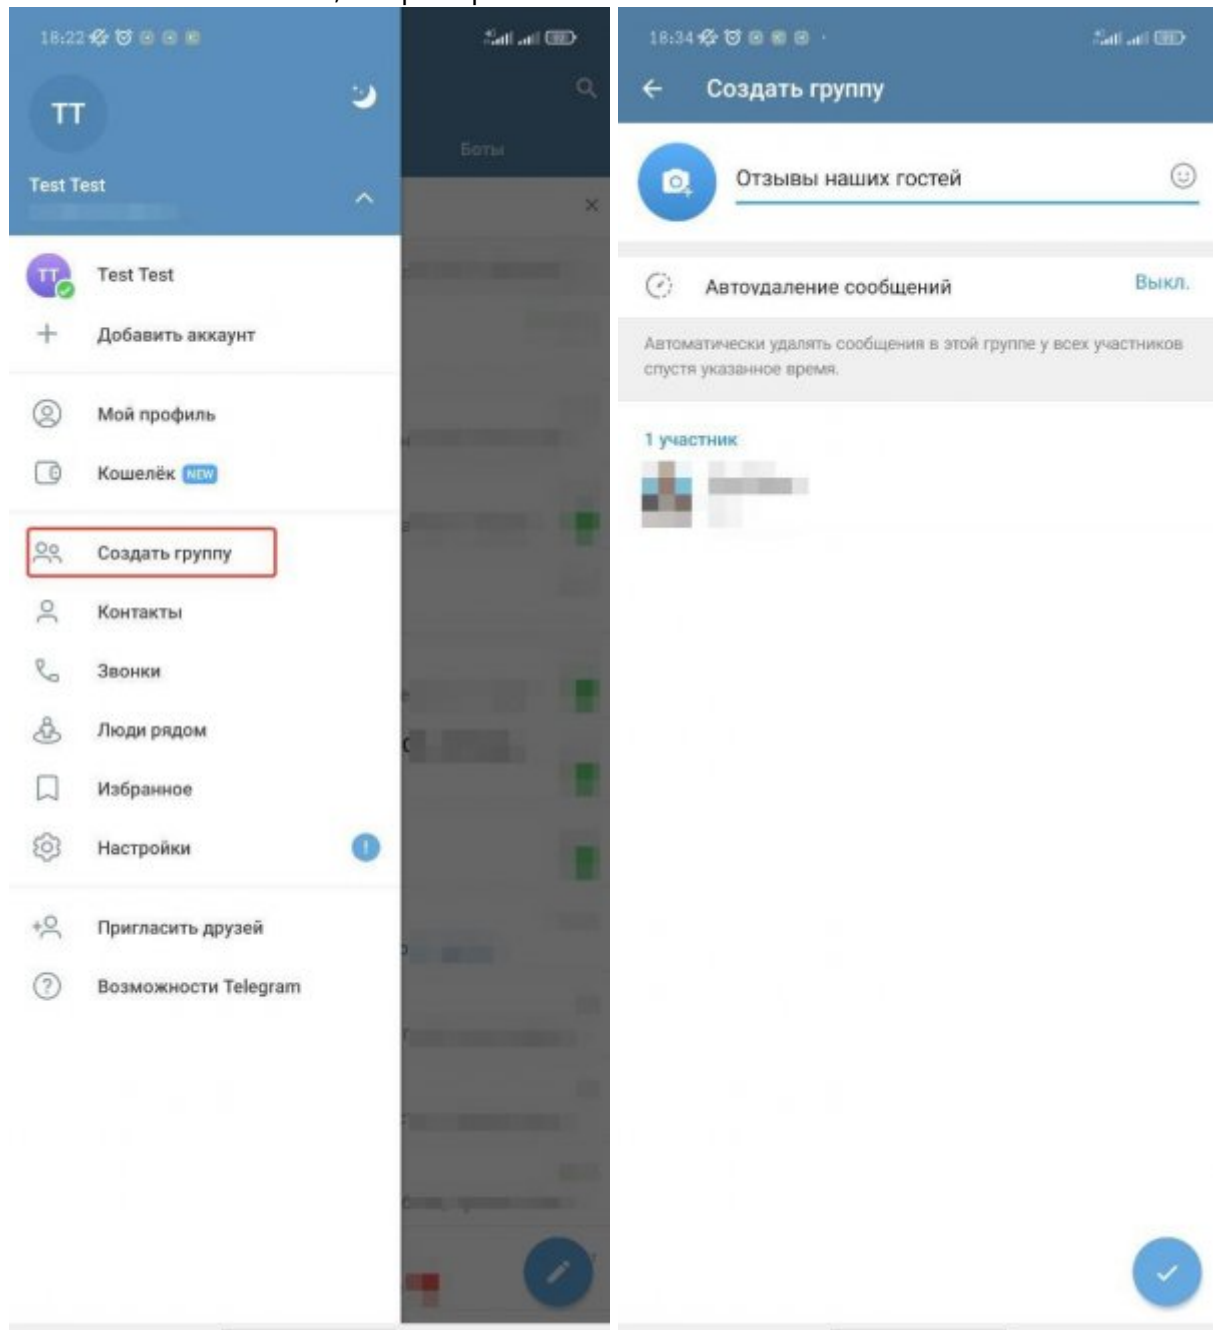 18:22
ТТ
Боты
Test Test
ТТ
Test Test
Добавить аккаунт
Мой профиль
Кошелёк NEW
Создать группу
Контакты
Звонки
Люди рядом
Избранное
Настройки
Пригласить друзей
Возможности Telegram
18:34
Создать группу
Отзывы наших гостей
Автоудаление сообщений
Выкл.
Автоматически удалять сообщения в этой группе у всех участников
спустя указанное время.
1 участник